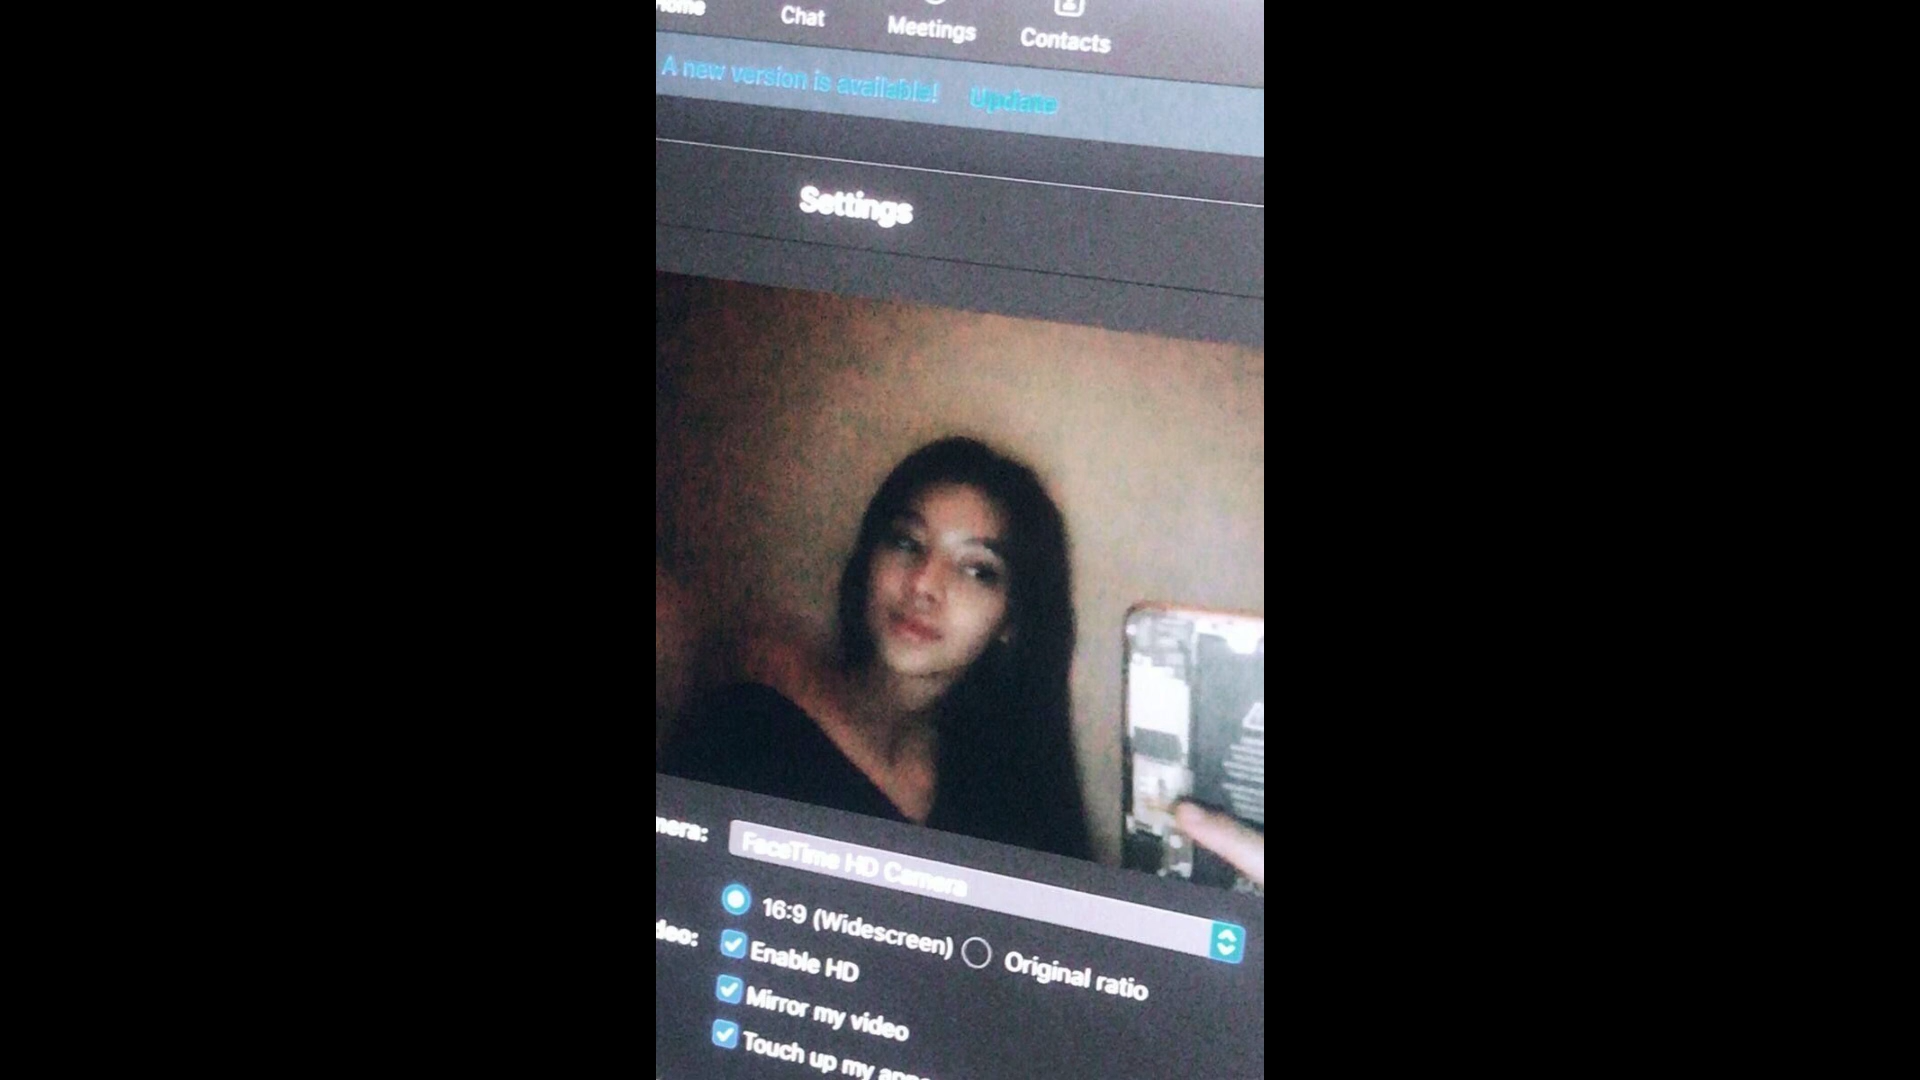 Home Chat Meetings Contacts
A new version is available! Update
Settings
FaceTime HD Camera
16:9 (Widescreen) Original ratio
Enable HD
Mirror my video
Touch up my